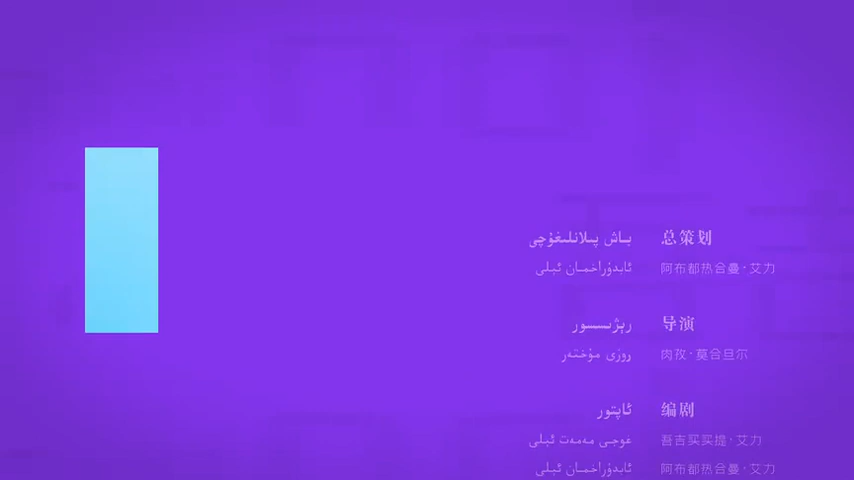 باش پىلانلىغۇچى 总策划
ئابدۇراخمان ئېلى 阿布都热合曼·艾力
رېژىسسور 导演
روزى مۇختەر 肉孜·莫合旦尔
ئاپتور 编剧
غوجى مەمەت ئېلى 吾吉买买提·艾力
ئابدۇراخمان ئېلى 阿布都热合曼·艾力